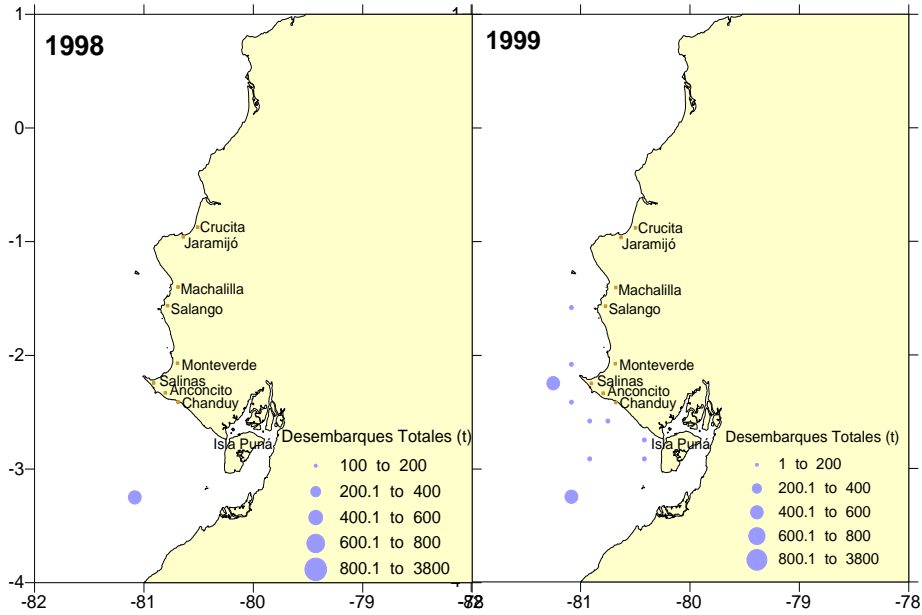 1
1998
0
-1
-2
-3
-4
Crucita
Jaramijó
Machalilla
Salango
Monteverde
Salinas
Anconcito
Chanduy
Isla Puná
Desembarques Totales (t)
100 to 200
200.1 to 400
400.1 to 600
600.1 to 800
800.1 to 3800
-82 -81 -80 -79
1999
Crucita
Jaramijó
Machalilla
Salango
Monteverde
Salinas
Anconcito
Chanduy
Isla Puná
Desembarques Totales (t)
1 to 200
200.1 to 400
400.1 to 600
600.1 to 800
800.1 to 3800
-81 -80 -79 -78